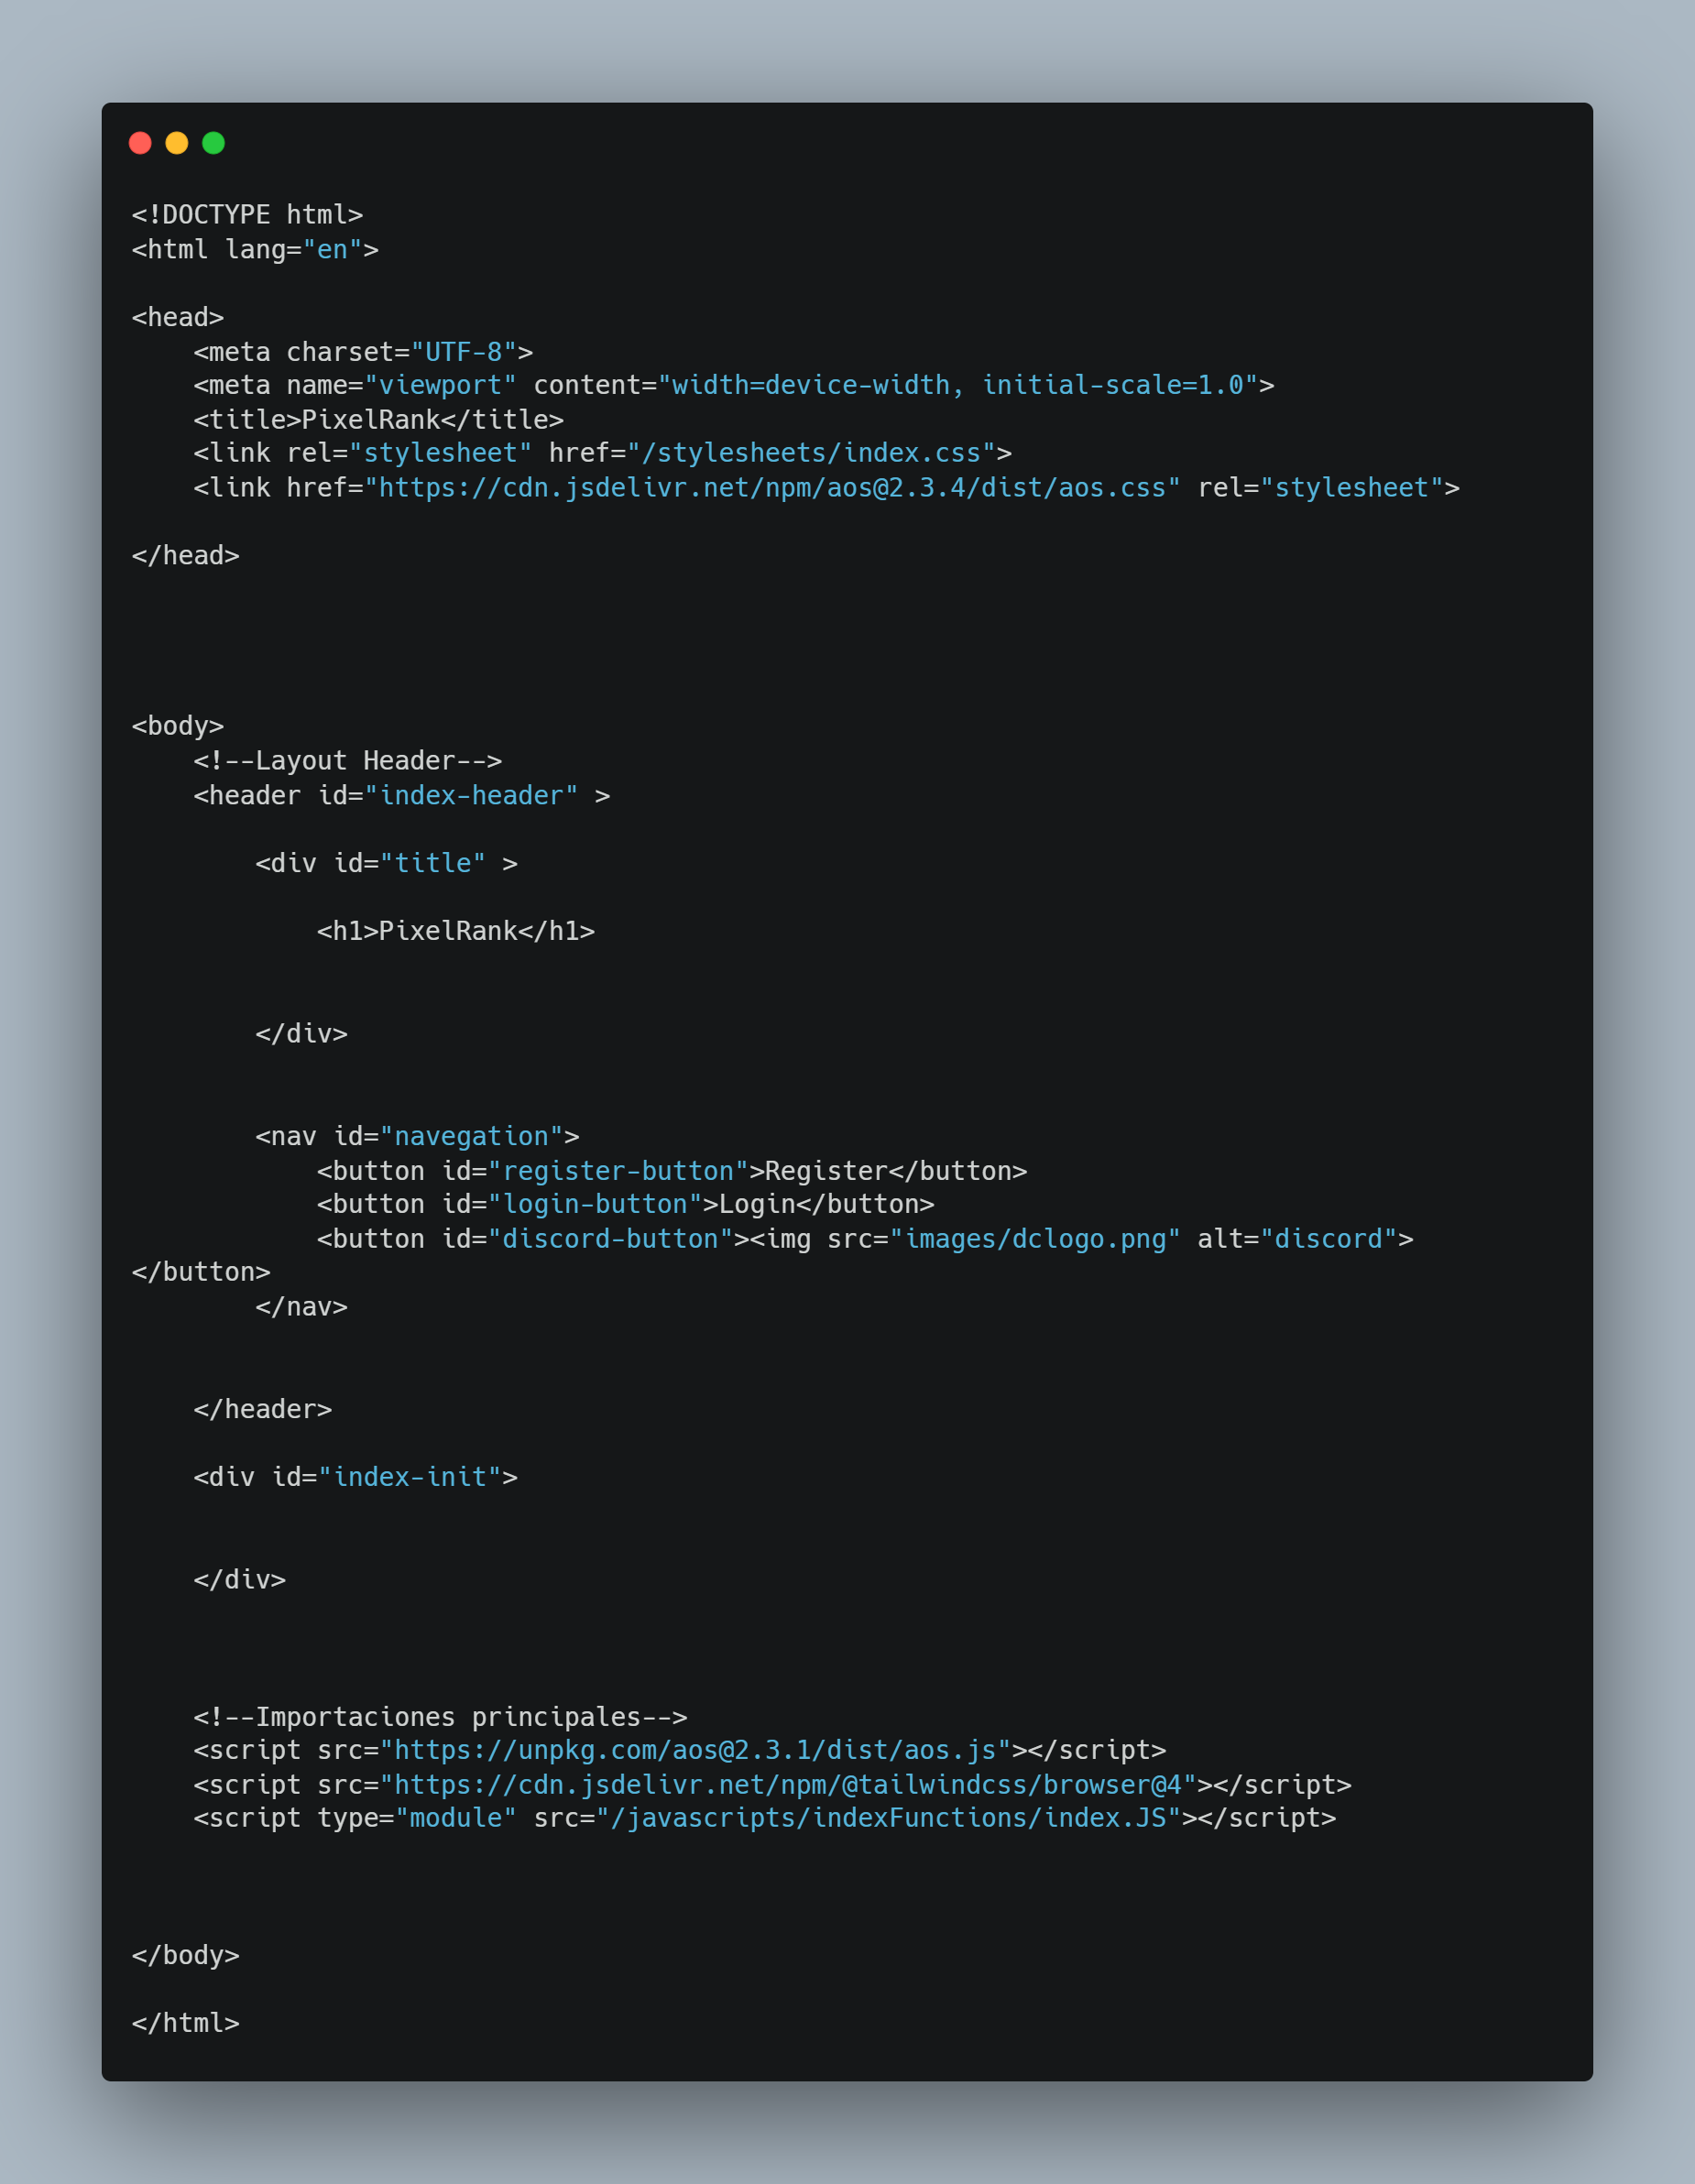 <!DOCTYPE html>
<html lang="en">
<head>
    <meta charset="UTF-8">
    <meta name="viewport" content="width=device-width, initial-scale=1.0">
    <title>PixelRank</title>
    <link rel="stylesheet" href="/stylesheets/index.css">
    <link href="https://cdn.jsdelivr.net/npm/aos@2.3.4/dist/aos.css" rel="stylesheet">
</head>
<body>
    <!--Layout Header-->
    <header id="index-header" >
        <div id="title" >
            <h1>PixelRank</h1>
        </div>
        <nav id="navegation">
            <button id="register-button">Register</button>
            <button id="login-button">Login</button>
            <button id="discord-button"><img src="images/dclogo.png" alt="discord">
</button>
        </nav>
    </header>
    <div id="index-init">
    </div>
    <!--Importaciones principales-->
    <script src="https://unpkg.com/aos@2.3.1/dist/aos.js"></script>
    <script src="https://cdn.jsdelivr.net/npm/@tailwindcss/browser@4"></script>
    <script type="module" src="/javascripts/indexFunctions/index.JS"></script>
</body>
</html>